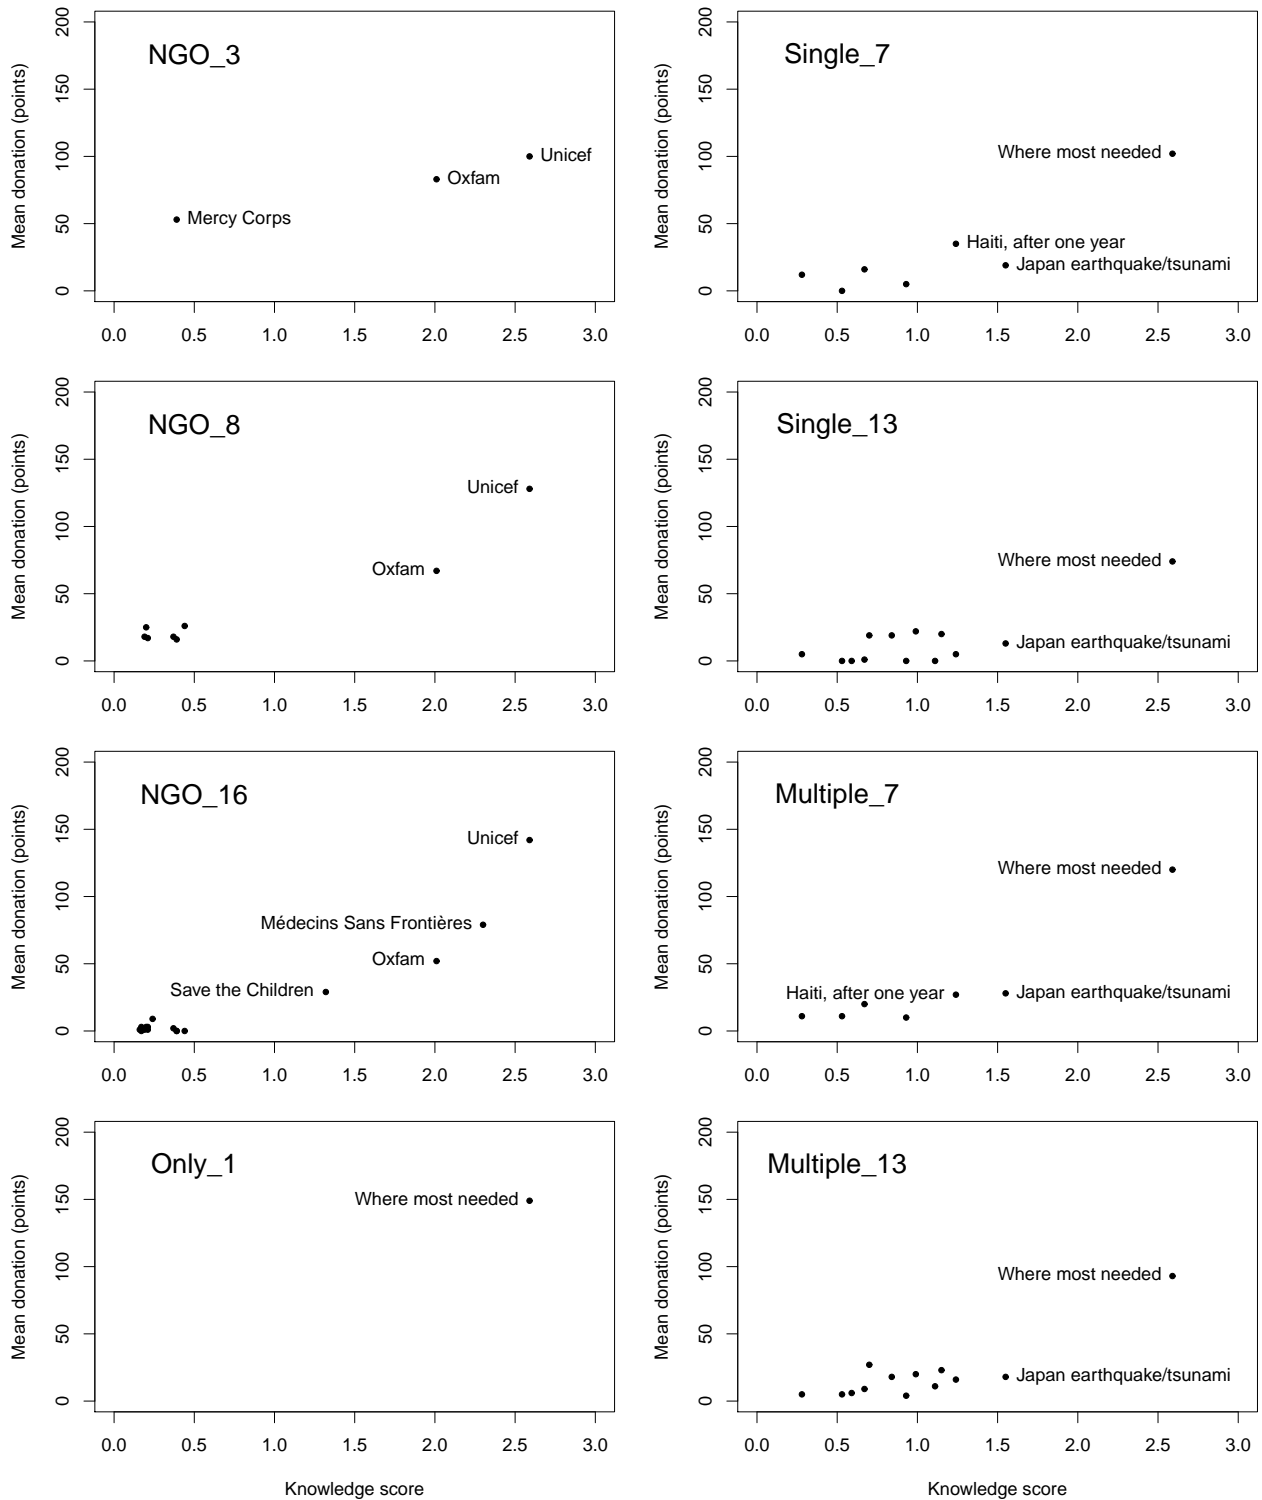 NGO_3
Mean donation (points)
200
150
100
50
0
Unicef
Oxfam
Mercy Corps
0.0 0.5 1.0 1.5 2.0 2.5 3.0
Single_7
Mean donation (points)
200
150
100
50
0
Where most needed
Haiti, after one year
Japan earthquake/tsunami
0.0 0.5 1.0 1.5 2.0 2.5 3.0
NGO_8
Mean donation (points)
200
150
100
50
0
Unicef
Oxfam
0.0 0.5 1.0 1.5 2.0 2.5 3.0
Single_13
Mean donation (points)
200
150
100
50
0
Where most needed
Japan earthquake/tsunami
0.0 0.5 1.0 1.5 2.0 2.5 3.0
NGO_16
Mean donation (points)
200
150
100
50
0
Unicef
Médecins Sans Frontières
Oxfam
Save the Children
0.0 0.5 1.0 1.5 2.0 2.5 3.0
Multiple_7
Mean donation (points)
200
150
100
50
0
Where most needed
Haiti, after one year
Japan earthquake/tsunami
0.0 0.5 1.0 1.5 2.0 2.5 3.0
Only_1
Mean donation (points)
200
150
100
50
0
Where most needed
0.0 0.5 1.0 1.5 2.0 2.5 3.0
Knowledge score
Multiple_13
Mean donation (points)
200
150
100
50
0
Where most needed
Japan earthquake/tsunami
0.0 0.5 1.0 1.5 2.0 2.5 3.0
Knowledge score